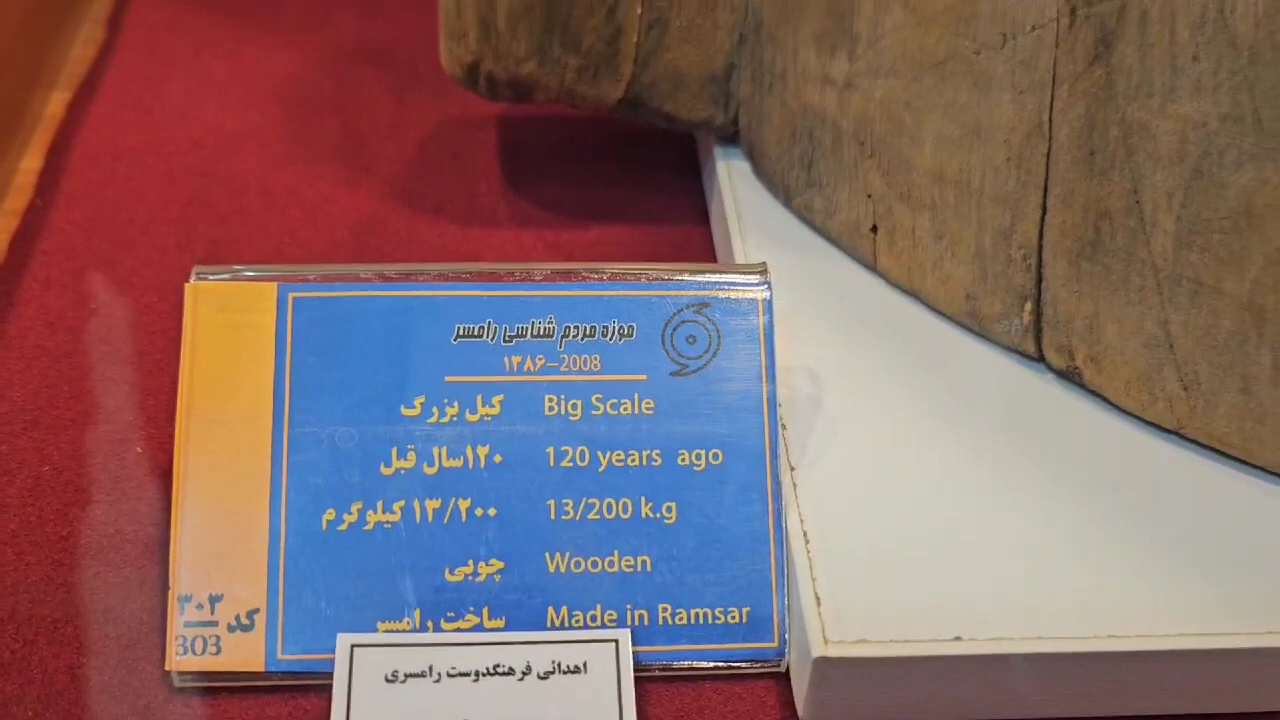 موزه مردم شناسی رامسر
۱۳۸۶-2008
کیل بزرگ Big Scale
۱۲۰سال قبل 120 years ago
۱۳/۲۰۰ کیلوگرم 13/200 k.g
چوبی Wooden
ساخت رامسر Made in Ramsar
کد ۳۰۳
303
اهدائی فرهنگدوست رامسری